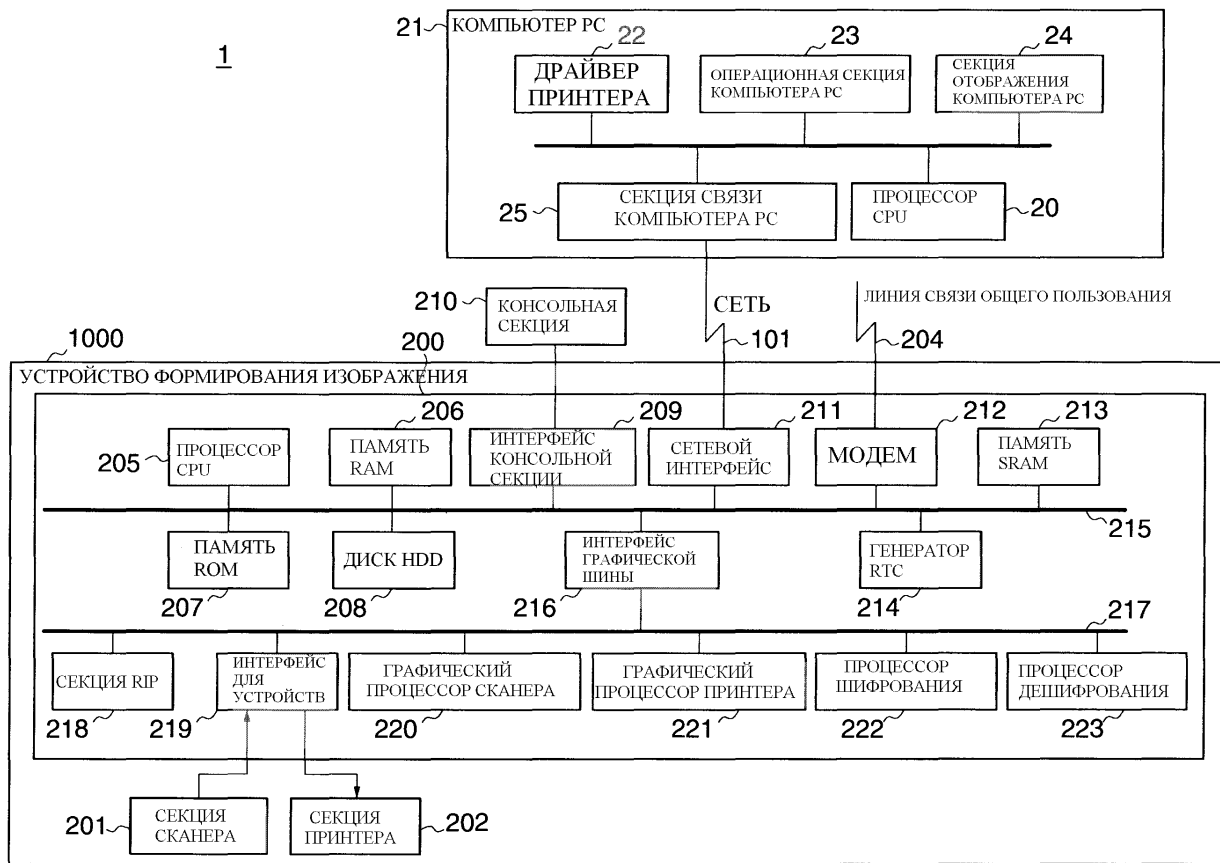 1
21
КОМПЬЮТЕР PC
22
23
24
ДРАЙВЕР
ПРИНТЕРА
ОПЕРАЦИОННАЯ СЕКЦИЯ
КОМПЬЮТЕРА PC
СЕКЦИЯ
ОТОБРАЖЕНИЯ
КОМПЬЮТЕРА PC
25
СЕКЦИЯ СВЯЗИ
КОМПЬЮТЕРА PC
ПРОЦЕССОР
CPU
20
210
КОНСОЛЬНАЯ
СЕКЦИЯ
СЕТЬ
101
ЛИНИЯ СВЯЗИ ОБЩЕГО ПОЛЬЗОВАНИЯ
204
1000
200
УСТРОЙСТВО ФОРМИРОВАНИЯ ИЗОБРАЖЕНИЯ
205
ПРОЦЕССОР
CPU
206
ПАМЯТЬ
RAM
209
ИНТЕРФЕЙС
КОНСОЛЬНОЙ
СЕКЦИИ
211
СЕТЕВОЙ
ИНТЕРФЕЙС
212
МОДЕМ
213
ПАМЯТЬ
SRAM
215
ПАМЯТЬ
ROM
207
ДИСК HDD
208
ИНТЕРФЕЙС
ГРАФИЧЕСКОЙ
ШИНЫ
216
ГЕНЕРАТОР
RTC
214
217
СЕКЦИЯ RIP
218
ИНТЕРФЕЙС
ДЛЯ
УСТРОЙСТВ
219
ГРАФИЧЕСКИЙ
ПРОЦЕССОР СКАНЕРА
220
ГРАФИЧЕСКИЙ
ПРОЦЕССОР ПРИНТЕРА
221
ПРОЦЕССОР
ШИФРОВАНИЯ
222
ПРОЦЕССОР
ДЕШИФРОВАНИЯ
223
201
СЕКЦИЯ
СКАНЕРА
СЕКЦИЯ
ПРИНТЕРА
202